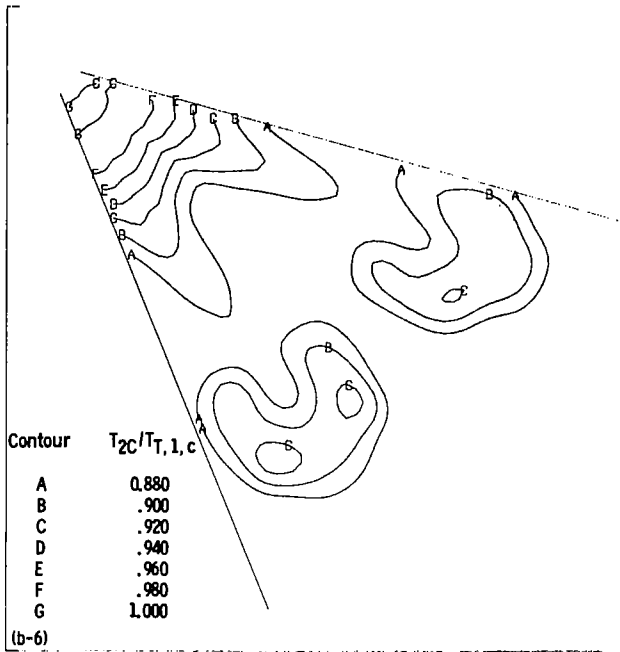 G G
G
G
F E D C B A
F
E
D
G
B
A
A
B A
C
B
C
A
A
C
Contour T2C/TT, 1, c
A 0.880
B .900
C .920
D .940
E .960
F .980
G 1.000
(b-6)